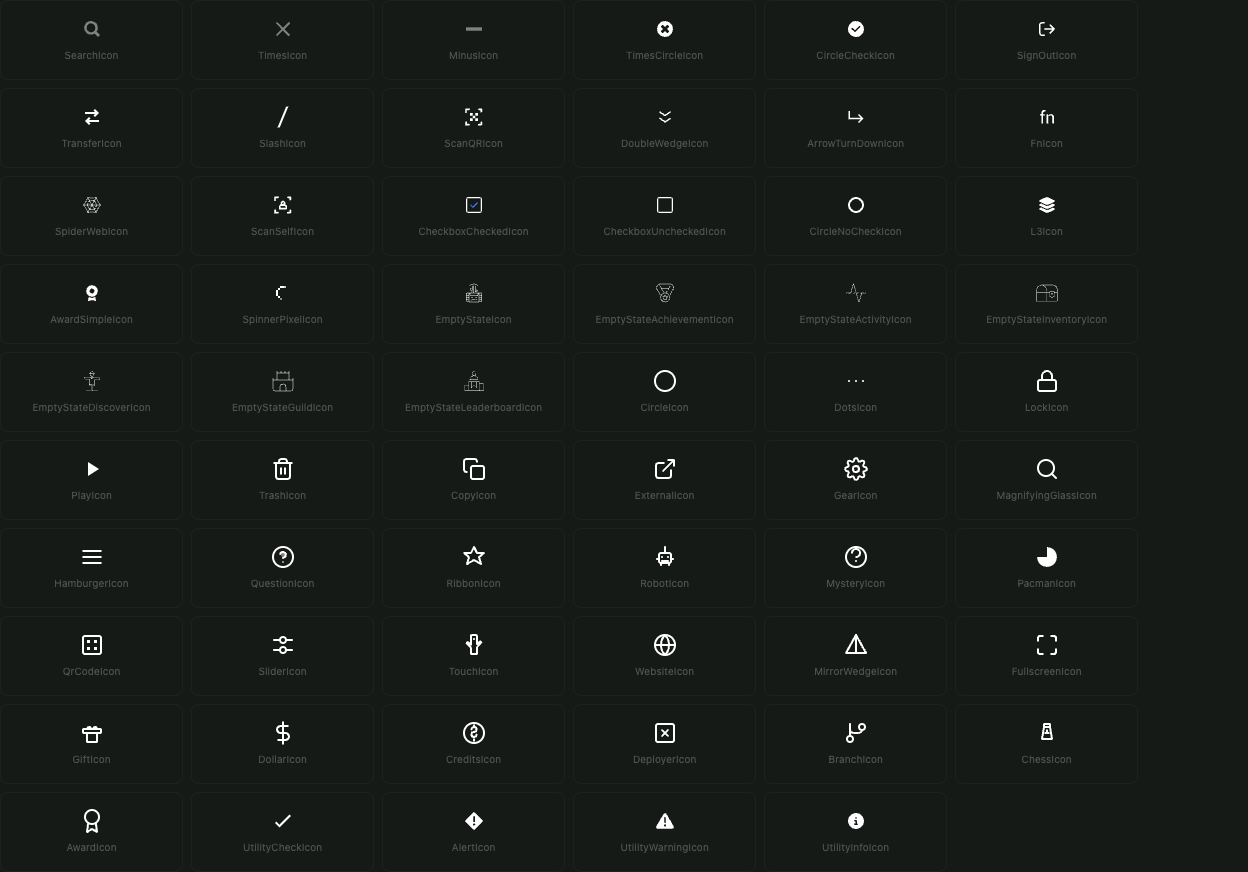 SearchIcon
TimesIcon
MinusIcon
TimesCircleIcon
CircleCheckIcon
SignOutIcon
TransferIcon
SlashIcon
ScanQRIcon
DoubleWedgeIcon
ArrowTurnDownIcon
fn
FnIcon
SpiderWebIcon
ScanSelfIcon
CheckboxCheckedIcon
CheckboxUncheckedIcon
CircleNoCheckIcon
L3Icon
AwardSimpleIcon
SpinnerPixelIcon
EmptyStateIcon
EmptyStateAchievementIcon
EmptyStateActivityIcon
EmptyStateInventoryIcon
EmptyStateDiscoverIcon
EmptyStateGuildIcon
EmptyStateLeaderboardIcon
CircleIcon
DotsIcon
LockIcon
PlayIcon
TrashIcon
CopyIcon
ExternalIcon
GearIcon
MagnifyingGlassIcon
HamburgerIcon
QuestionIcon
RibbonIcon
RobotIcon
MysteryIcon
PacmanIcon
QrCodeIcon
SliderIcon
TouchIcon
WebsiteIcon
MirrorWedgeIcon
FullscreenIcon
GiftIcon
DollarIcon
CreditsIcon
DeployerIcon
BranchIcon
ChessIcon
AwardIcon
UtilityCheckIcon
AlertIcon
UtilityWarningIcon
UtilityInfoIcon